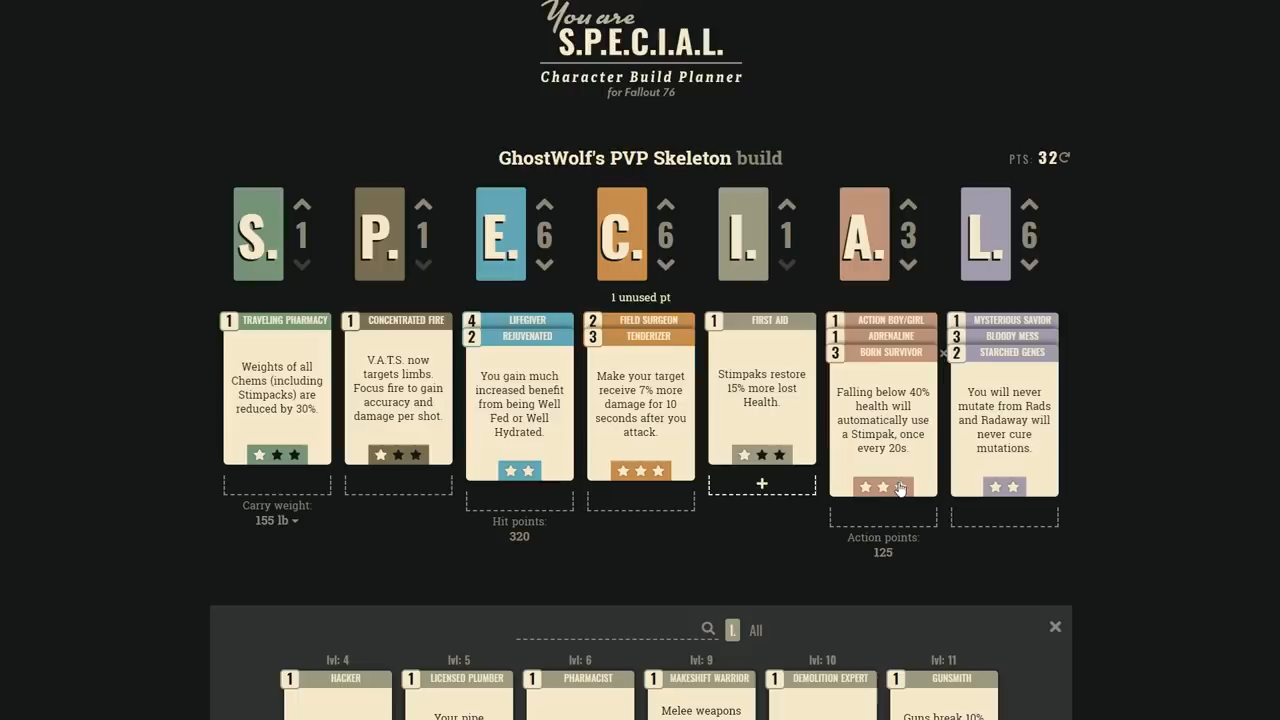 You are
S.P.E.C.I.A.L.
Character Build Planner
for Fallout 76
GhostWolf's PVP Skeleton build
PTS: 32
S. 1
P. 1
E. 6
C. 6
I. 1
A. 3
L. 6
1 unused pt
1 TRAVELING PHARMACY
Weights of all
Chems (including
Stimpacks) are
reduced by 30%.
Carry weight:
155 lb
1 CONCENTRATED FIRE
V.A.T.S. now
targets limbs.
Focus fire to gain
accuracy and
damage per shot.
4 LIFEGIVER
2 REJUVENATED
You gain much
increased benefit
from being Well
Fed or Well
Hydrated.
Hit points:
320
2 FIELD SURGEON
3 TENDERIZER
Make your target
receive 7% more
damage for 10
seconds after you
attack.
1 FIRST AID
Stimpaks restore
15% more lost
Health.
+
1 ACTION BOY/GIRL
1 ADRENALINE
3 BORN SURVIVOR
Falling below 40%
health will
automatically use
a Stimpak, once
every 20s.
Action points:
125
1 MYSTERIOUS SAVIOR
3 BLOODY MESS
2 STARCHED GENES
You will never
mutate from Rads
and Radaway will
never cure
mutations.
I. All
lvl: 4
1 HACKER
lvl: 5
1 LICENSED PLUMBER
Your pipe
lvl: 6
1 PHARMACIST
lvl: 9
1 MAKESHIFT WARRIOR
Melee weapons
lvl: 10
1 DEMOLITION EXPERT
lvl: 11
1 GUNSMITH
Guns break 10%